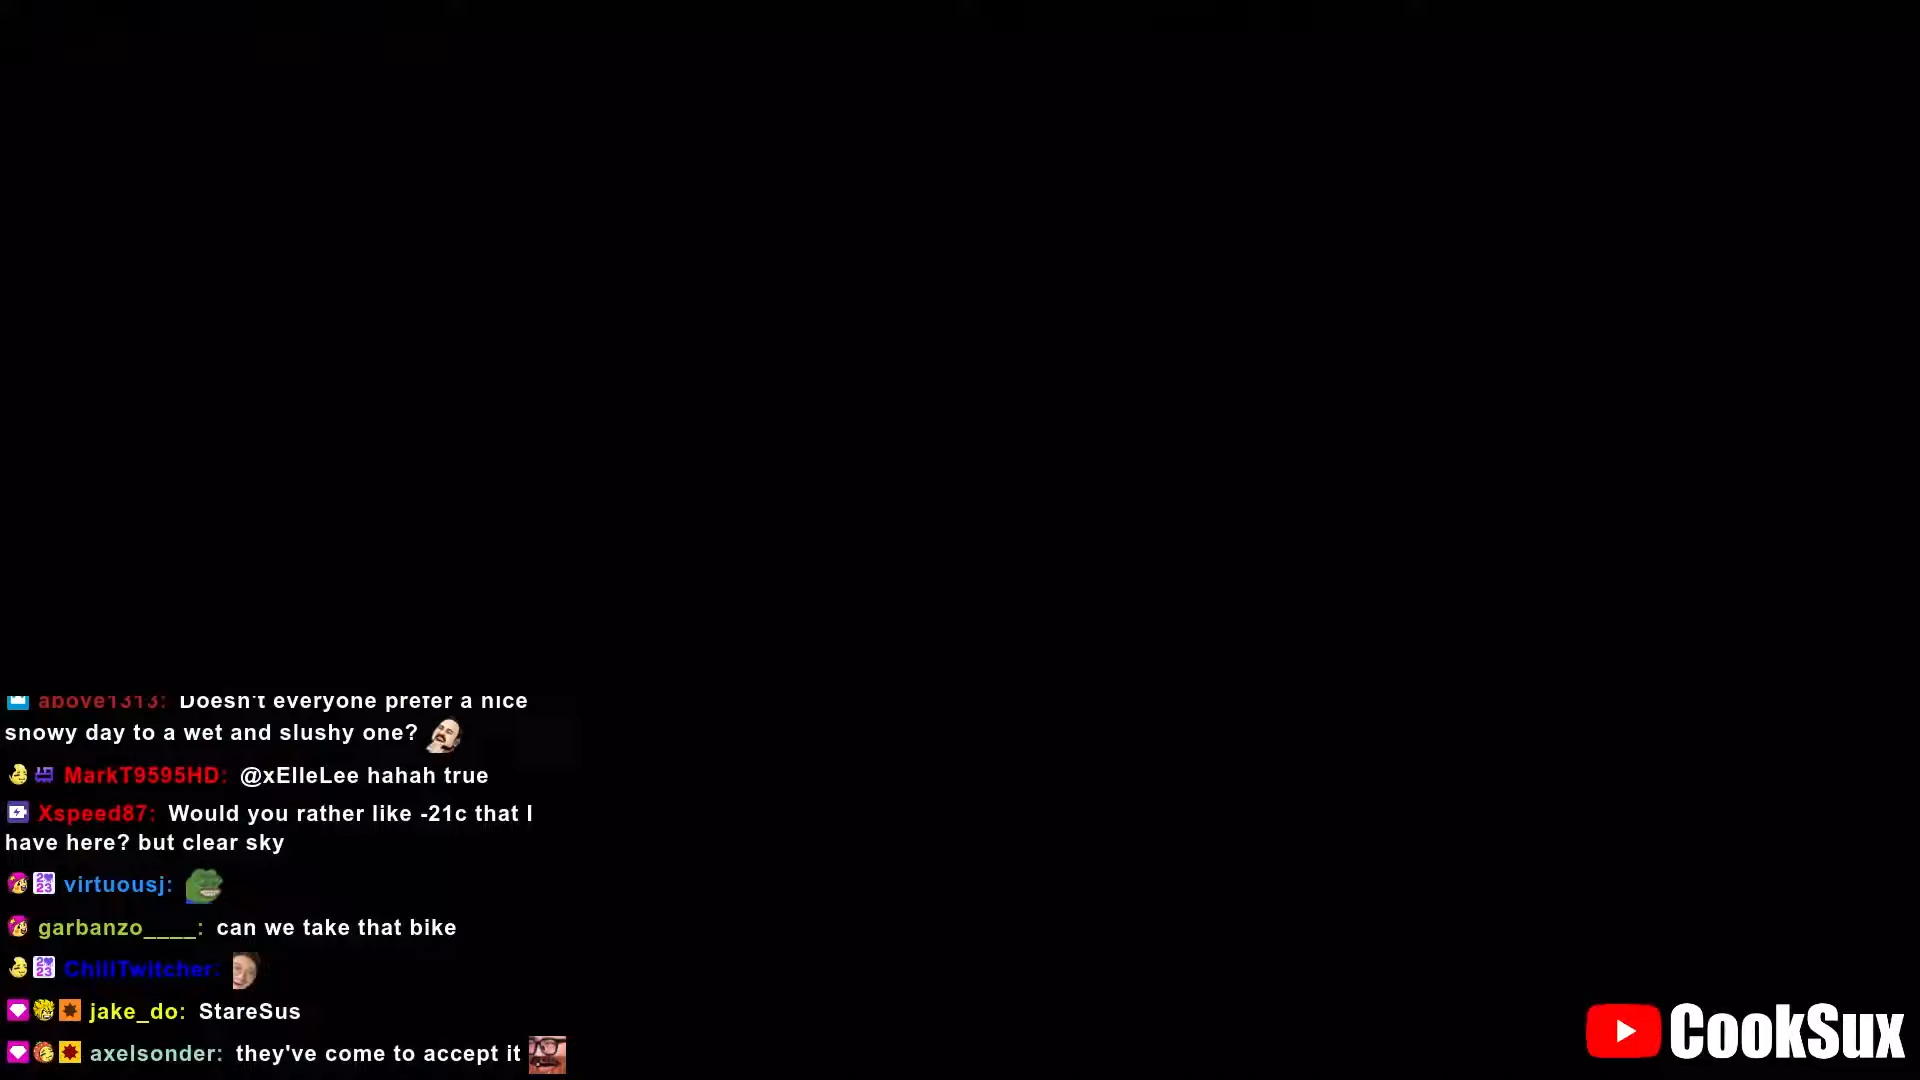 above1313: Doesn't everyone prefer a nice
snowy day to a wet and slushy one?
MarkT9595HD: @xElleLee hahah true
Xspeed87: Would you rather like -21c that I
have here? but clear sky
virtuousj:
garbanzo____: can we take that bike
ChillTwitcher:
jake_do: StareSus
axelsonder: they've come to accept it
CookSux